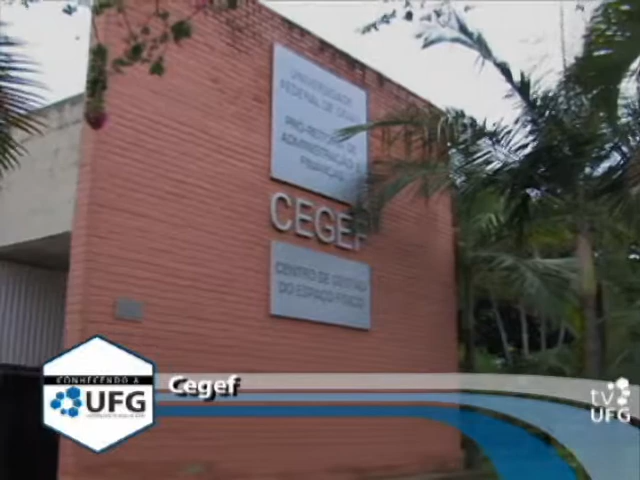 UNIVERSIDADE
FEDERAL DE GOIÁS
PRÓ-REITORIA DE
ADMINISTRAÇÃO E
FINANÇAS
CEGEF
CENTRO DE GESTÃO
DO ESPAÇO FÍSICO
CONHECENDO A
UFG
Cegef
tv
UFG